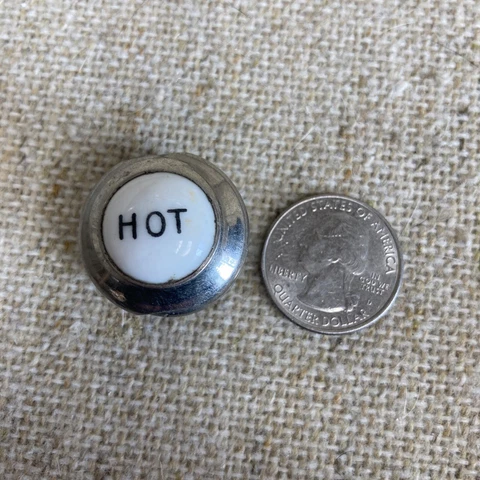 HOT
UNITED STATES OF AMERICA
LIBERTY
IN
GOD WE
TRUST
P
QUARTER DOLLAR